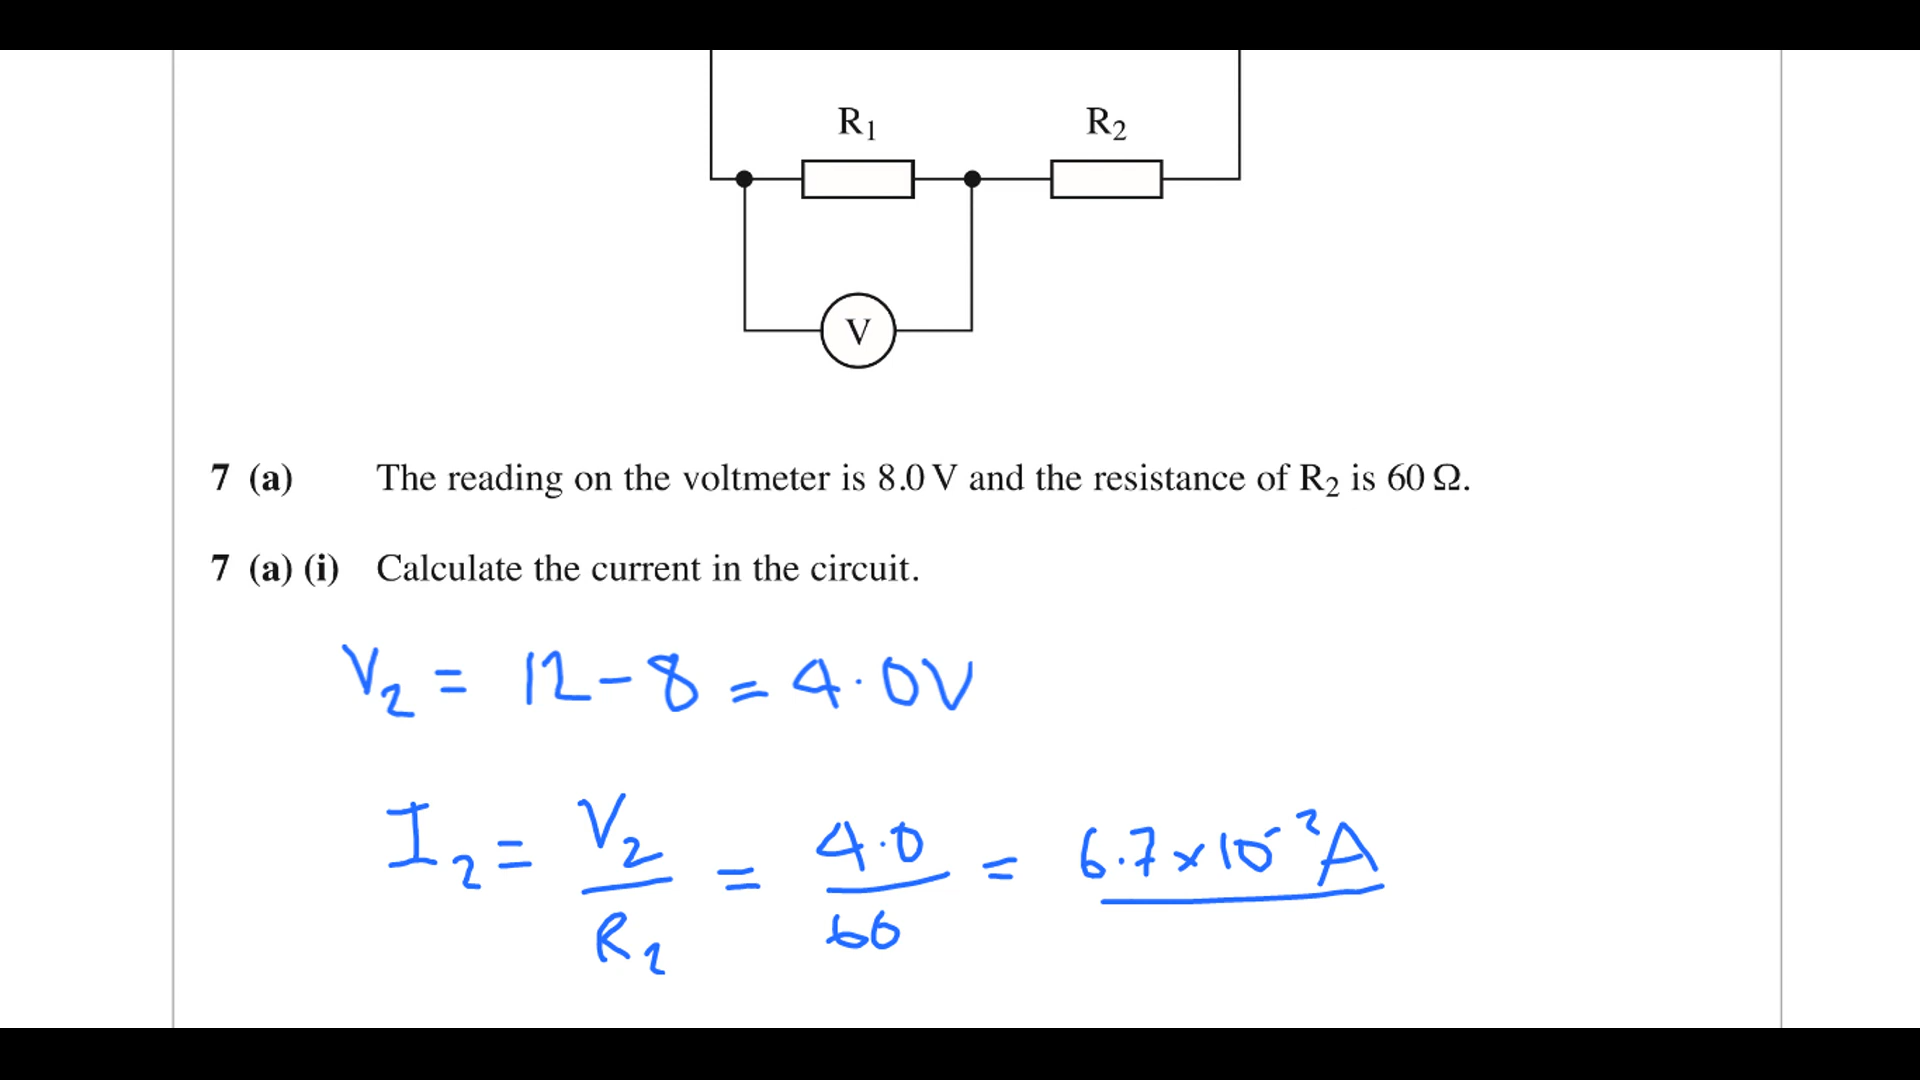 R₁ R₂
V
7 (a) The reading on the voltmeter is 8.0 V and the resistance of R₂ is 60 Ω.
7 (a) (i) Calculate the current in the circuit.
V₂ = 12 - 8 = 4.0V
I₂ = V₂/R₂ = 4.0/60 = 6.7 x 10⁻² A